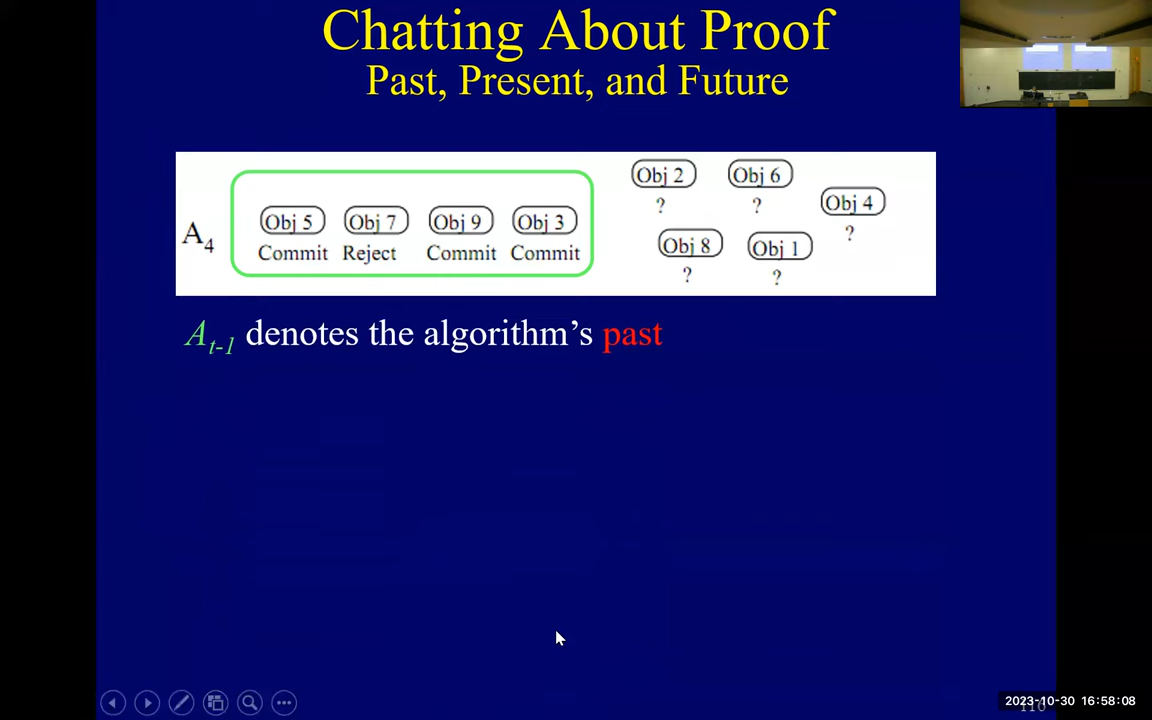 Chatting About Proof
Past, Present, and Future
A4
Obj 5 Obj 7 Obj 9 Obj 3
Commit Reject Commit Commit
Obj 2 Obj 6 Obj 4
? ? ?
Obj 8 Obj 1
? ?
At-1 denotes the algorithm's past
2023-10-30 16:58:08